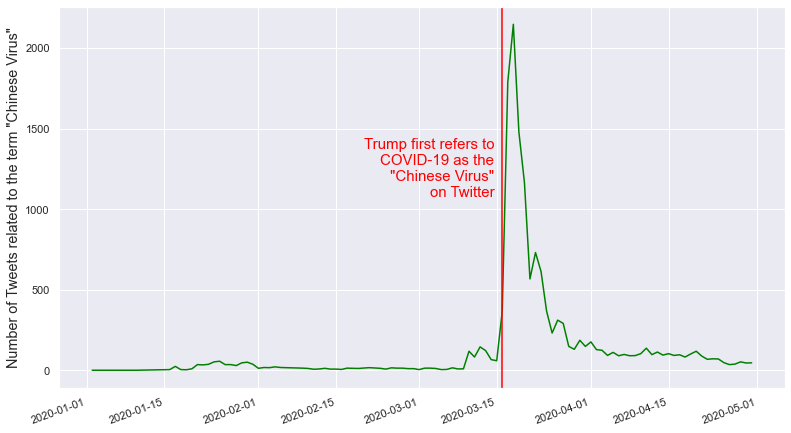 Number of Tweets related to the term "Chinese Virus"
2000
1500
1000
500
0
Trump first refers to
COVID-19 as the
"Chinese Virus"
on Twitter
2020-01-01
2020-01-15
2020-02-01
2020-02-15
2020-03-01
2020-03-15
2020-04-01
2020-04-15
2020-05-01